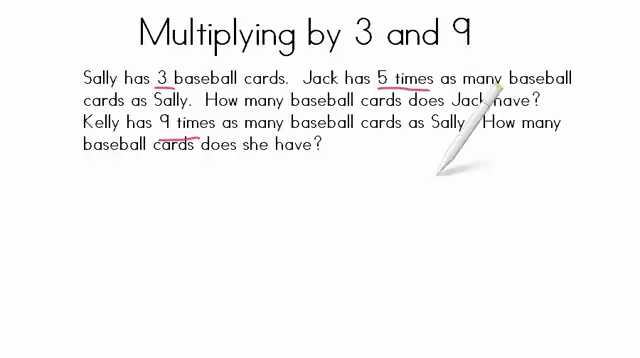 Multiplying by 3 and 9
Sally has 3 baseball cards. Jack has 5 times as many baseball
cards as Sally. How many baseball cards does Jack have?
Kelly has 9 times as many baseball cards as Sally. How many
baseball cards does she have?